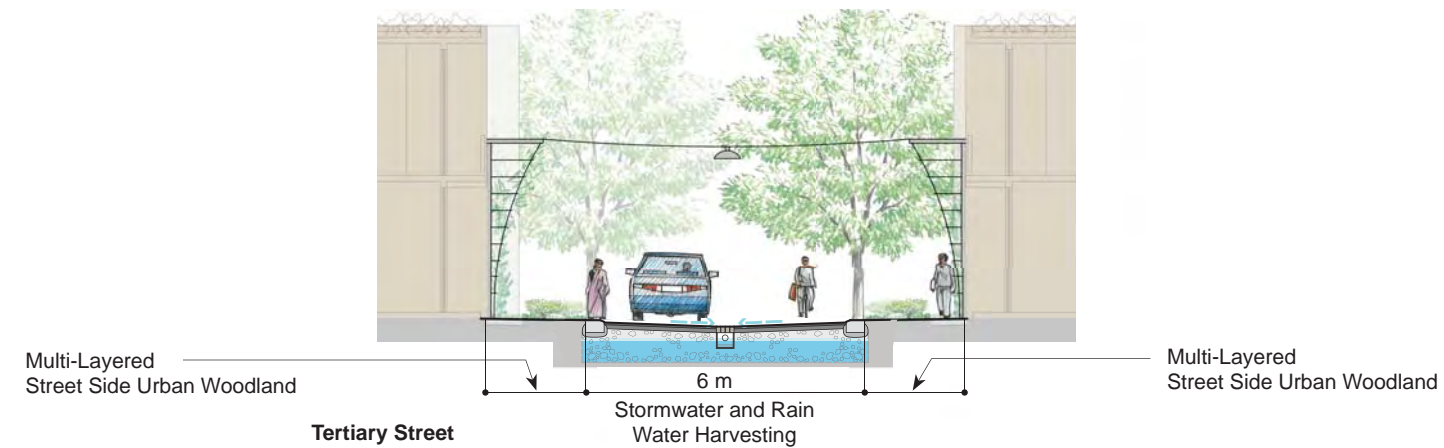 Multi-Layered
Street Side Urban Woodland
6 m
Stormwater and Rain
Water Harvesting
Multi-Layered
Street Side Urban Woodland
Tertiary Street